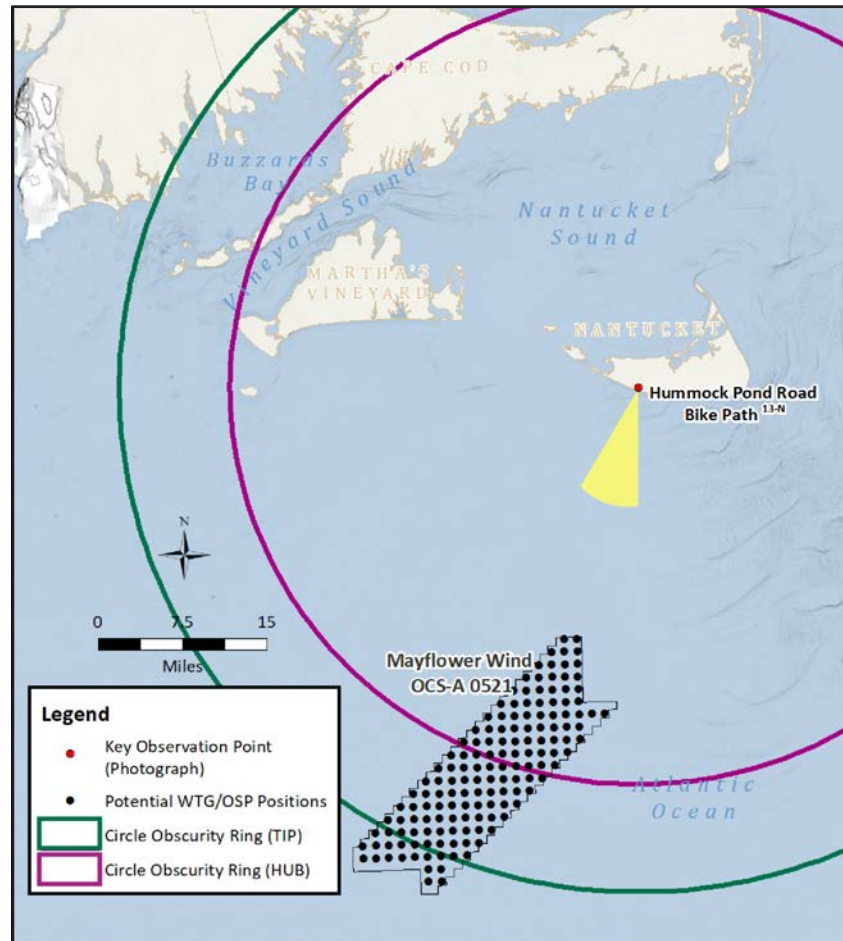 CAPE COD
Buzzards
Bay
Vineyard Sound
Nantucket
Sound
MARTHA'S
VINEYARD
NANTUCKET
Hummock Pond Road
Bike Path 13-N
N
0 7.5 15
Miles
Mayflower Wind
OCS-A 0521
Atlantic
Ocean
Legend
Key Observation Point
(Photograph)
Potential WTG/OSP Positions
Circle Obscurity Ring (TIP)
Circle Obscurity Ring (HUB)